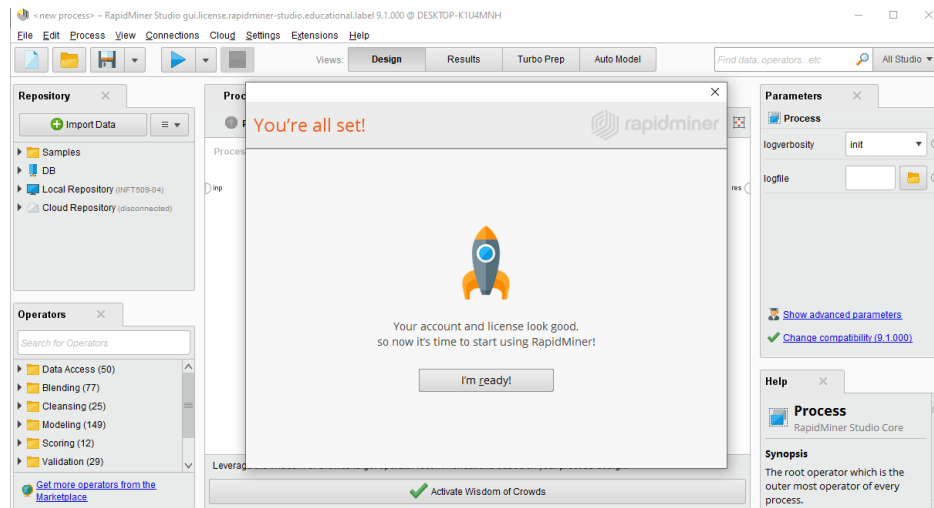 <new process> – RapidMiner Studio gui.license.rapidminer-studio.educational.label 9.1.000 @ DESKTOP-K1U4MNH
File Edit Process View Connections Cloud Settings Extensions Help
Views: Design Results Turbo Prep Auto Model
Find data, operators...etc
All Studio
Repository
Import Data
Samples
DB
Local Repository (INFT509-04)
Cloud Repository (disconnected)
Operators
Search for Operators
Data Access (50)
Blending (77)
Cleansing (25)
Modeling (149)
Scoring (12)
Validation (29)
Get more operators from the
Marketplace
Proc
Proces
inp
res
You're all set!
rapidminer
Your account and license look good,
so now it's time to start using RapidMiner!
I'm ready!
Leverag
Activate Wisdom of Crowds
Parameters
Process
logverbosity
init
logfile
Show advanced parameters
Change compatibility (9.1.000)
Help
Process
RapidMiner Studio Core
Synopsis
The root operator which is the
outer most operator of every
process.